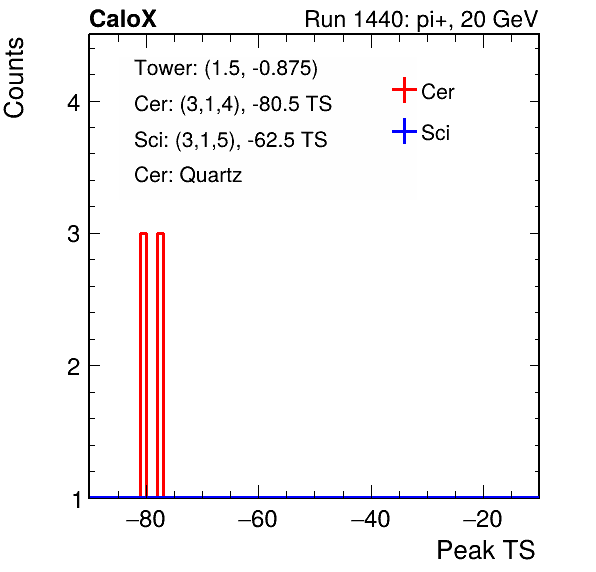 CaloX Run 1440: pi+, 20 GeV
Counts
Tower: (1.5, -0.875)
Cer: (3,1,4), -80.5 TS
Sci: (3,1,5), -62.5 TS
Cer: Quartz
Cer
Sci
4
3
2
1
−80 −60 −40 −20
Peak TS